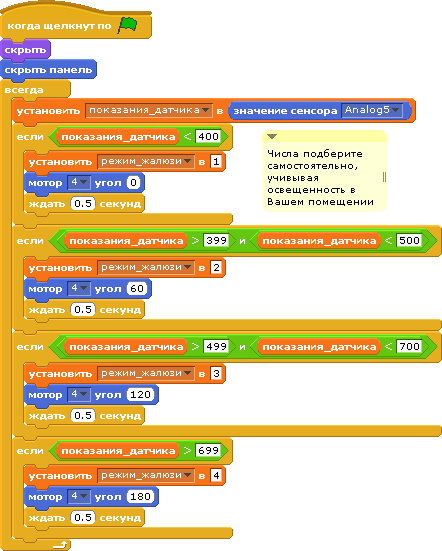 когда щелкнут по
скрыть
скрыть панель
всегда
установить показания_датчика в значение сенсора Analog5
если показания_датчика < 400
установить режим_жалюзи в 1
мотор 4 угол 0
ждать 0.5 секунд
Числа подберите
самостоятельно,
учивывая
освещенность в
Вашем помещении
если показания_датчика > 399 и показания_датчика < 500
установить режим_жалюзи в 2
мотор 4 угол 60
ждать 0.5 секунд
если показания_датчика > 499 и показания_датчика < 700
установить режим_жалюзи в 3
мотор 4 угол 120
ждать 0.5 секунд
если показания_датчика > 699
установить режим_жалюзи в 4
мотор 4 угол 180
ждать 0.5 секунд